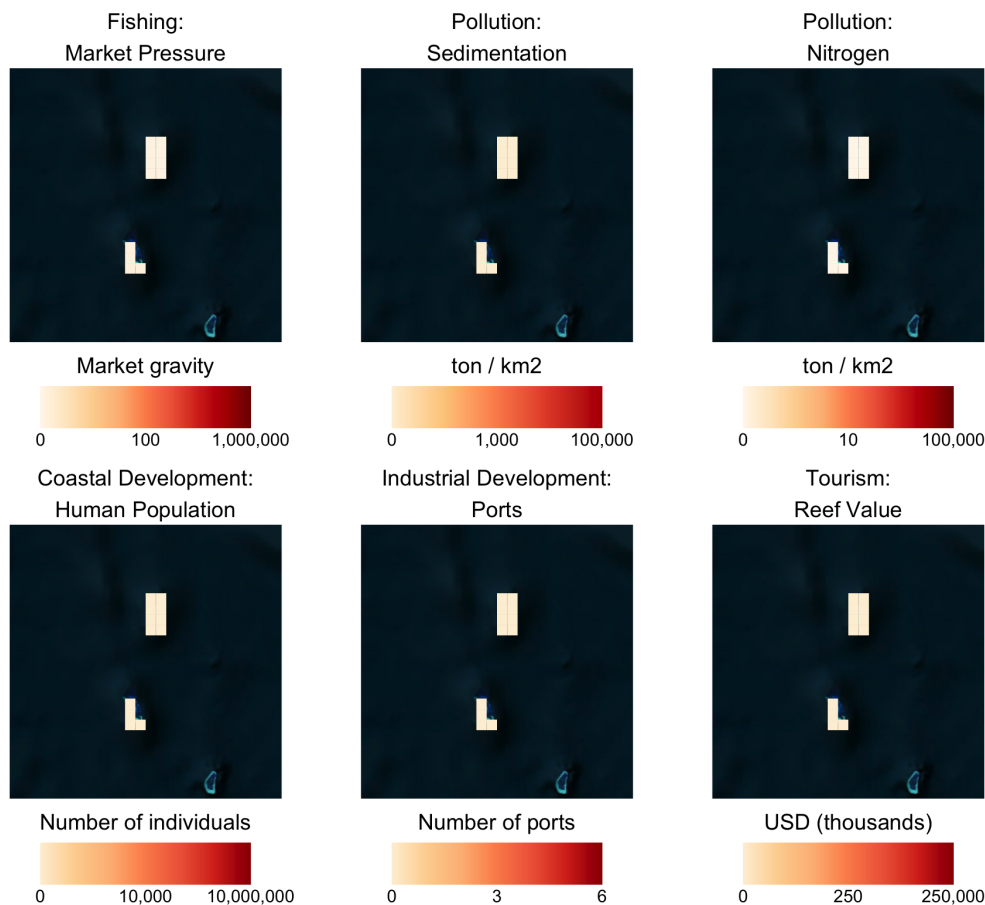 Fishing:
Market Pressure
Pollution:
Sedimentation
Pollution:
Nitrogen
Market gravity
0 100 1,000,000
ton / km2
0 1,000 100,000
ton / km2
0 10 100,000
Coastal Development:
Human Population
Industrial Development:
Ports
Tourism:
Reef Value
Number of individuals
0 10,000 10,000,000
Number of ports
0 3 6
USD (thousands)
0 250 250,000